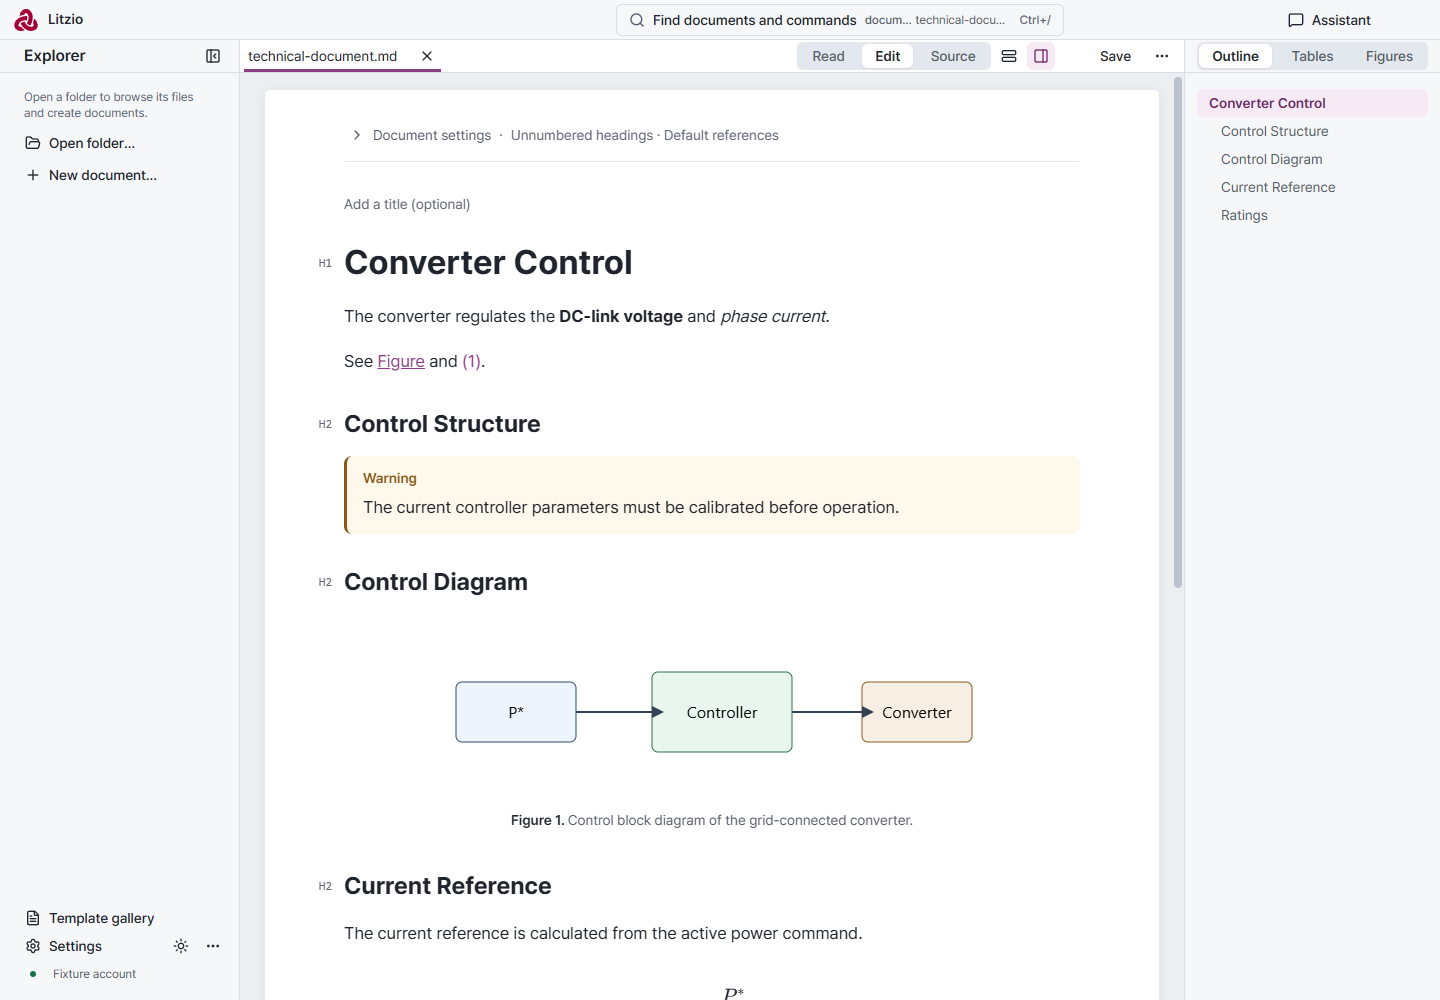 Litzio
Find documents and commands docum... technical-docu... Ctrl+/
Assistant
Explorer
technical-document.md
Read Edit Source
Save
Outline Tables Figures
Open a folder to browse its files
and create documents.
Open folder...
New document...
Document settings · Unnumbered headings · Default references
Add a title (optional)
H1 Converter Control
The converter regulates the DC-link voltage and phase current.
See Figure and (1).
H2 Control Structure
Warning
The current controller parameters must be calibrated before operation.
H2 Control Diagram
P* Controller Converter
Figure 1. Control block diagram of the grid-connected converter.
H2 Current Reference
The current reference is calculated from the active power command.
P*
Converter Control
Control Structure
Control Diagram
Current Reference
Ratings
Template gallery
Settings
Fixture account